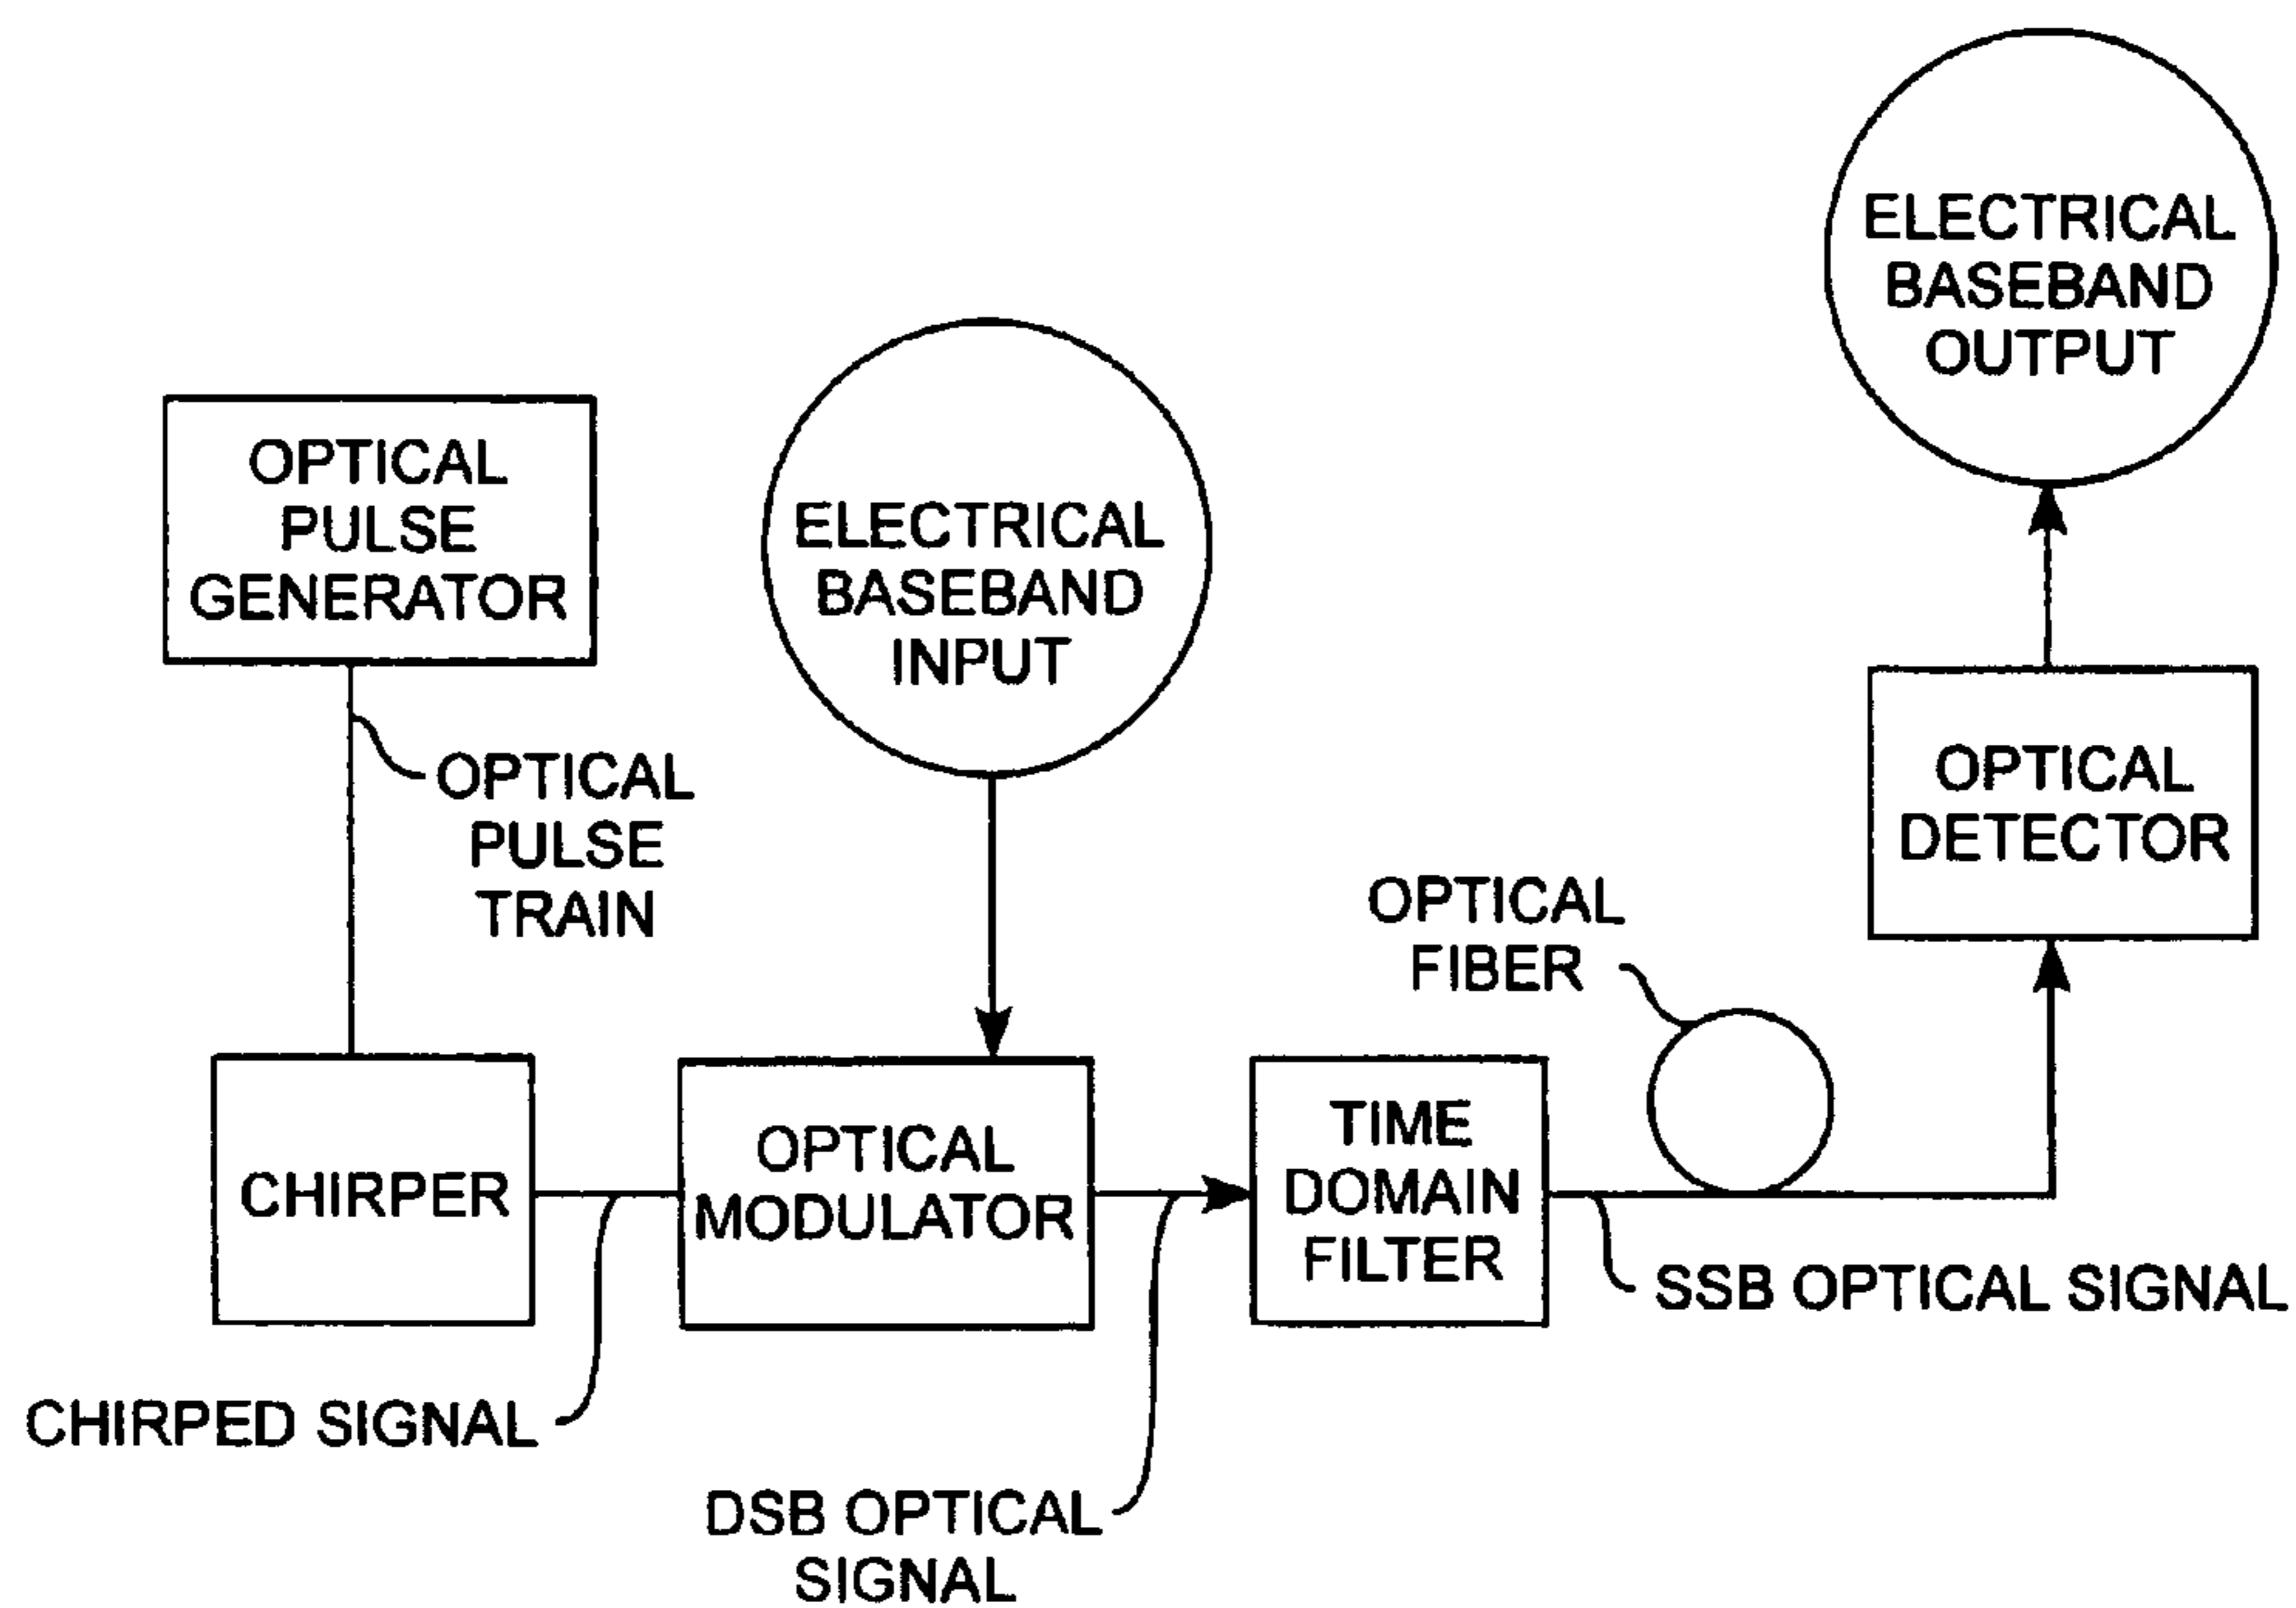 ELECTRICAL
BASEBAND
OUTPUT
OPTICAL
PULSE
GENERATOR
ELECTRICAL
BASEBAND
INPUT
OPTICAL
PULSE
TRAIN
OPTICAL
DETECTOR
OPTICAL
FIBER
CHIRPER
OPTICAL
MODULATOR
TIME
DOMAIN
FILTER
SSB OPTICAL SIGNAL
CHIRPED SIGNAL
DSB OPTICAL
SIGNAL